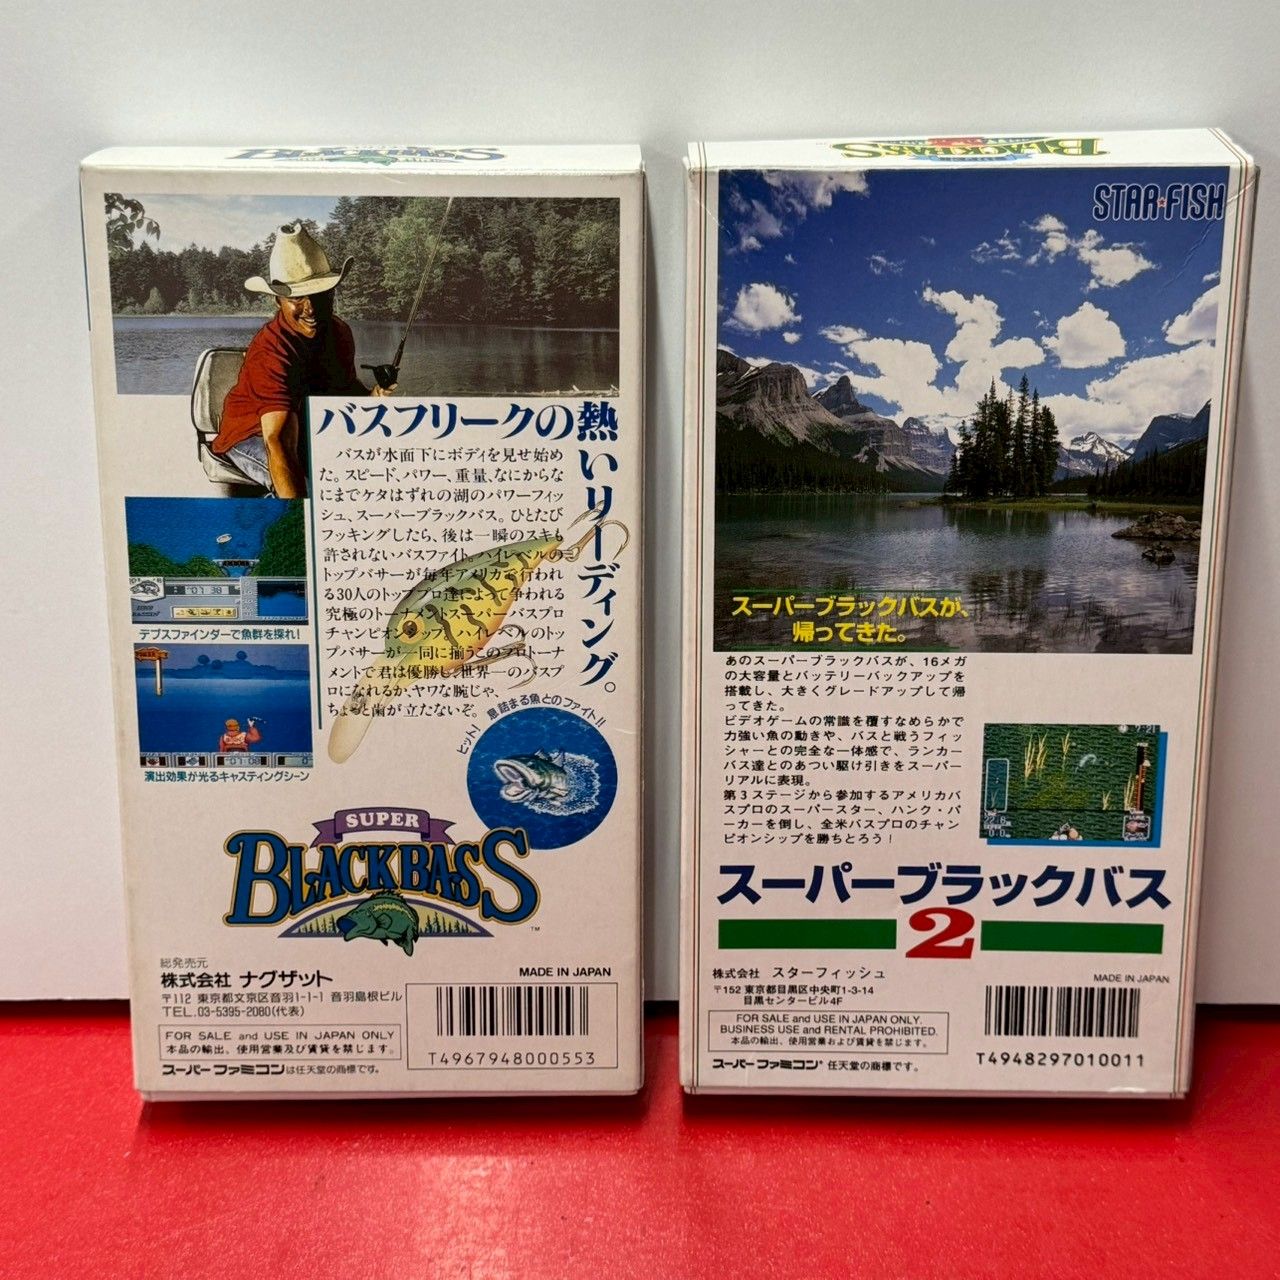 バスフリークの熱いリーディング。
バスが水面下にボディを見せ始め
た。スピード、パワー、重量、なにからな
にまでケタはずれの湖のパワーフィッ
シュ、スーパーブラックバス。ひとたび
フッキングしたら、後は一瞬のスキも
許されないバスファイト。ハイレベルの
トップバサーが毎年アメリカで行われ
る30人のトッププロ達によって争われる
究極のトーナメントスーパーバスプロ
チャンピオンシップ。ハイレベルのトッ
プバサーが一同に揃うこのプロトーナ
メントで君は優勝し、世界一のバスプ
ロになれるか、ヤワな腕じゃ、
ちょっと歯が立たないぞ。
デプスファインダーで魚群を探れ!
演出効果が光るキャスティングシーン
ヒット!息詰まる魚とのファイト!!
SUPER
BLACKBASS
™
総発売元
株式会社 ナグザット
〒112 東京都文京区音羽1-1-1 音羽島根ビル
TEL.03-5395-2080(代表)
MADE IN JAPAN
FOR SALE and USE IN JAPAN ONLY
本品の輸出、使用営業及び賃貸を禁じます。
スーパーファミコンは任天堂の商標です。
T4967948000553
BLACKBASS
STAR★FISH
スーパーブラックバスが、
帰ってきた。
あのスーパーブラックバスが、16メガ
の大容量とバッテリーバックアップを
搭載し、大きくグレードアップして帰
ってきた。
ビデオゲームの常識を覆すなめらかで
力強い魚の動きや、バスと戦うフィッ
シャーとの完全な一体感で、ランカー
バス達とのあつい駆け引きをスーパー
リアルに表現。
第3ステージから参加するアメリカバ
スプロのスーパースター、ハンク・パ
ーカーを倒し、全米バスプロのチャン
ピオンシップを勝ちとろう!
スーパーブラックバス
2
株式会社 スターフィッシュ
〒152 東京都目黒区中央町1-3-14
目黒センタービル4F
MADE IN JAPAN
FOR SALE and USE IN JAPAN ONLY.
BUSINESS USE and RENTAL PROHIBITED.
本品の輸出、使用営業および賃貸を禁じます。
スーパーファミコン®任天堂の商標です。
T4948297010011